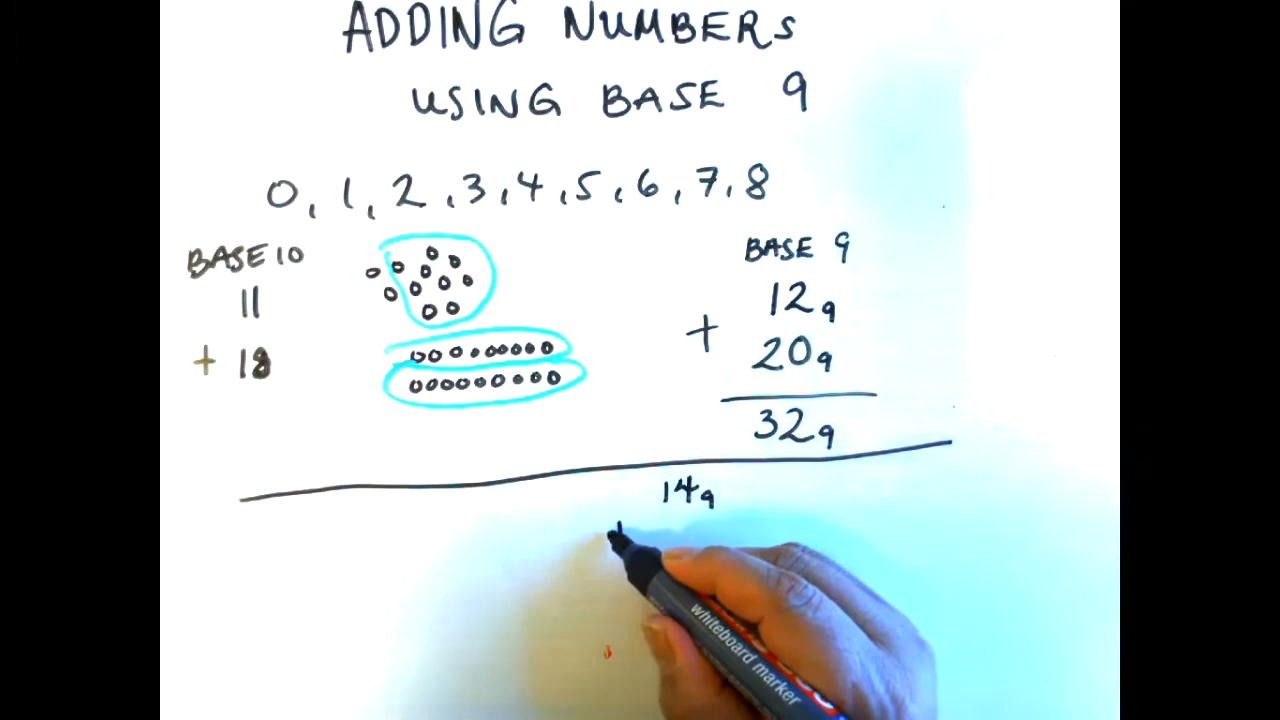 ADDING NUMBERS
USING BASE 9
0, 1, 2, 3, 4, 5, 6, 7, 8
BASE 10
11
+ 18
BASE 9
12₉
+ 20₉
32₉
14₉
whiteboard marker